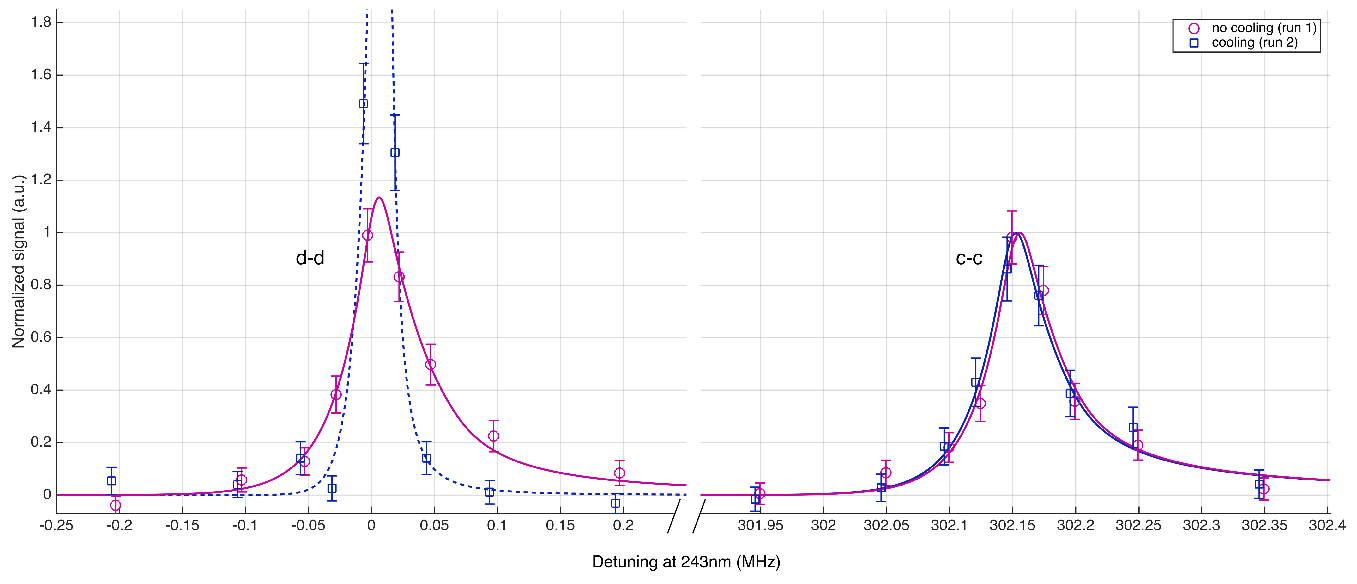 no cooling (run 1)
cooling (run 2)
Normalized signal (a.u.)
1.8
1.6
1.4
1.2
1
0.8
0.6
0.4
0.2
0
d-d
c-c
-0.25 -0.2 -0.15 -0.1 -0.05 0 0.05 0.1 0.15 0.2 301.95 302 302.05 302.1 302.15 302.2 302.25 302.3 302.35 302.4
Detuning at 243nm (MHz)